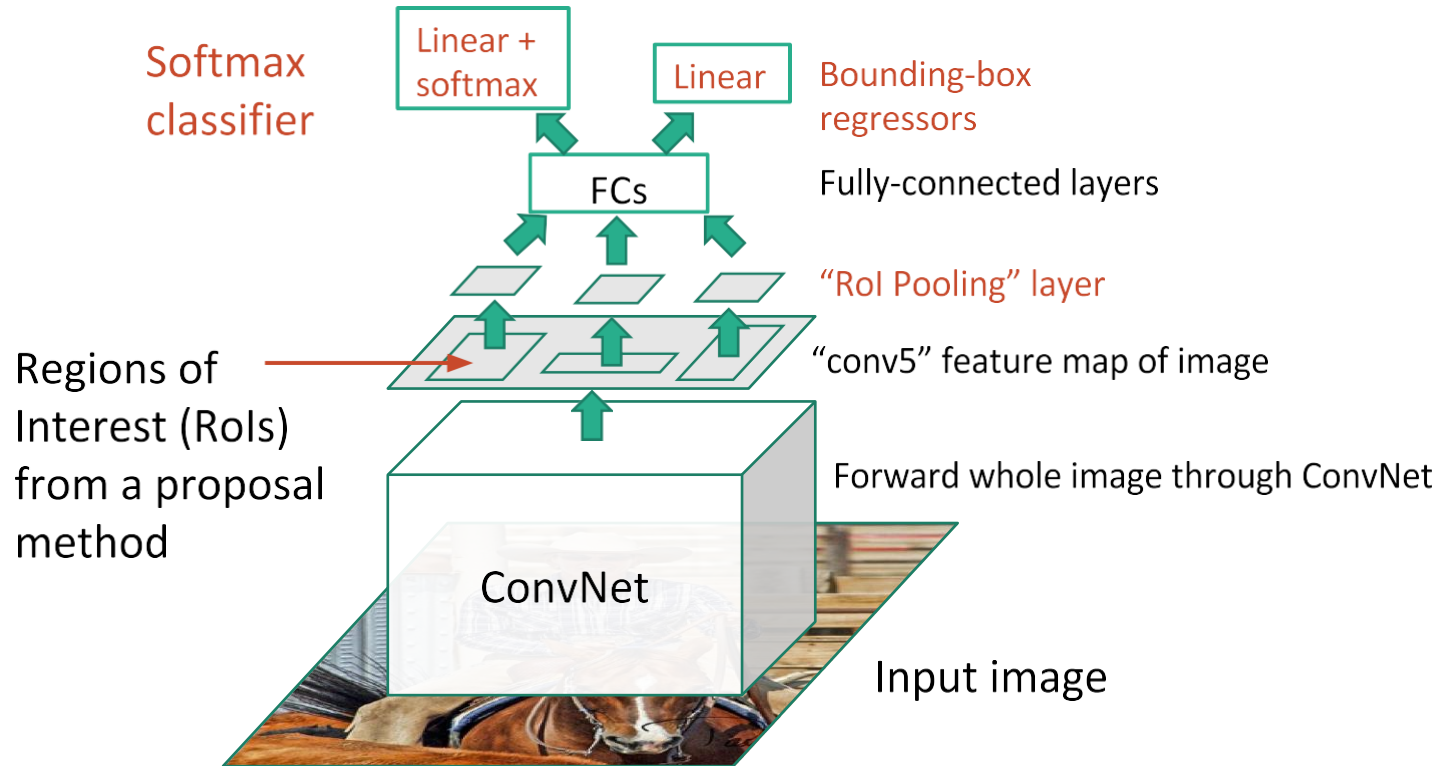 Softmax
classifier
Linear +
softmax
Linear
Bounding-box
regressors
FCs
Fully-connected layers
“RoI Pooling” layer
Regions of
Interest (RoIs)
from a proposal
method
“conv5” feature map of image
Forward whole image through ConvNet
ConvNet
Input image